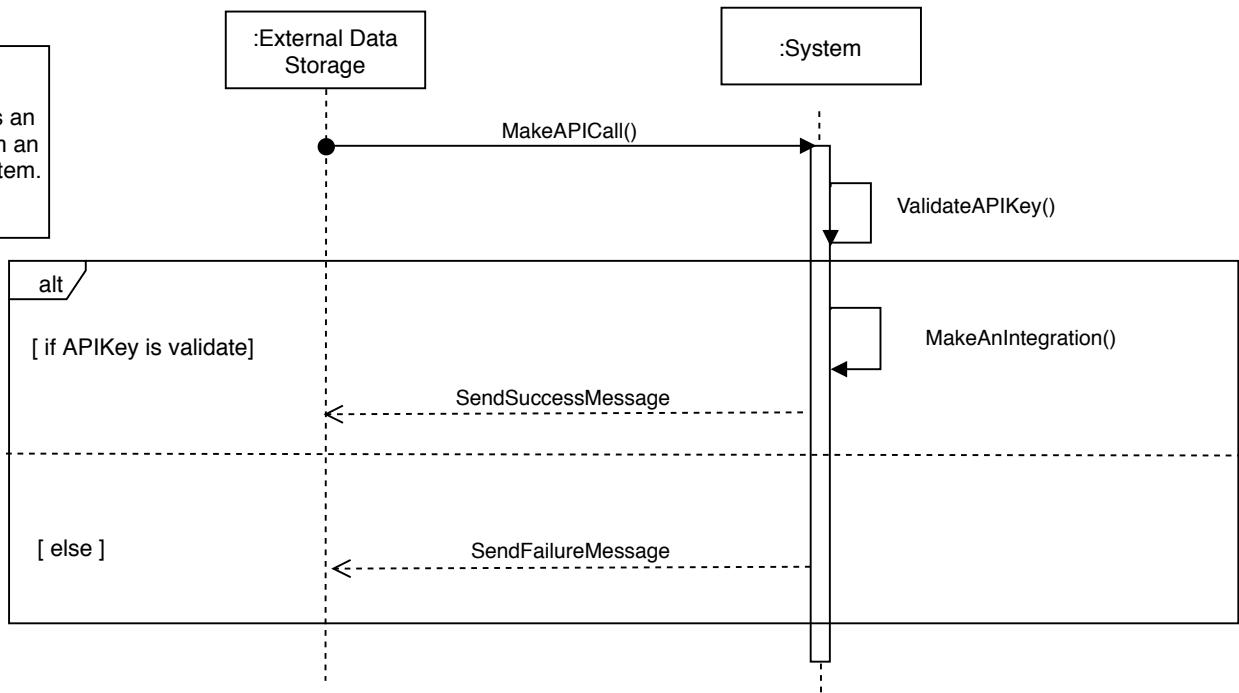 :External Data
Storage
:System
s an
an
tem.
MakeAPICall()
ValidateAPIKey()
alt
[ if APIKey is validate]
MakeAnIntegration()
SendSuccessMessage
[ else ]
SendFailureMessage